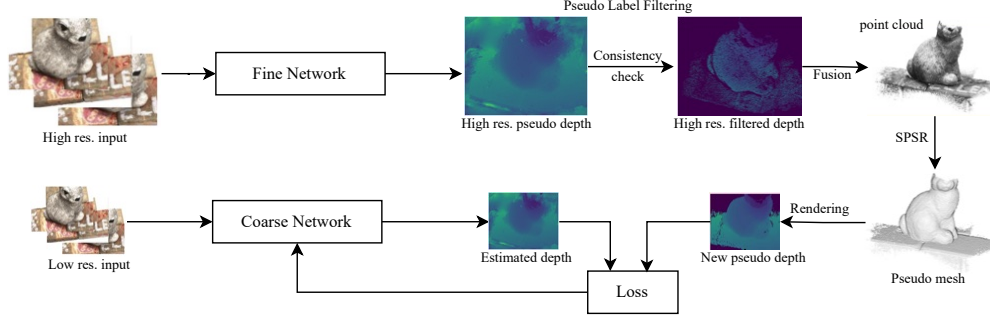 Pseudo Label Filtering
point cloud
Fine Network
Consistency
check
Fusion
High res. input
High res. pseudo depth
High res. filtered depth
SPSR
Coarse Network
Rendering
Low res. input
Estimated depth
New pseudo depth
Pseudo mesh
Loss